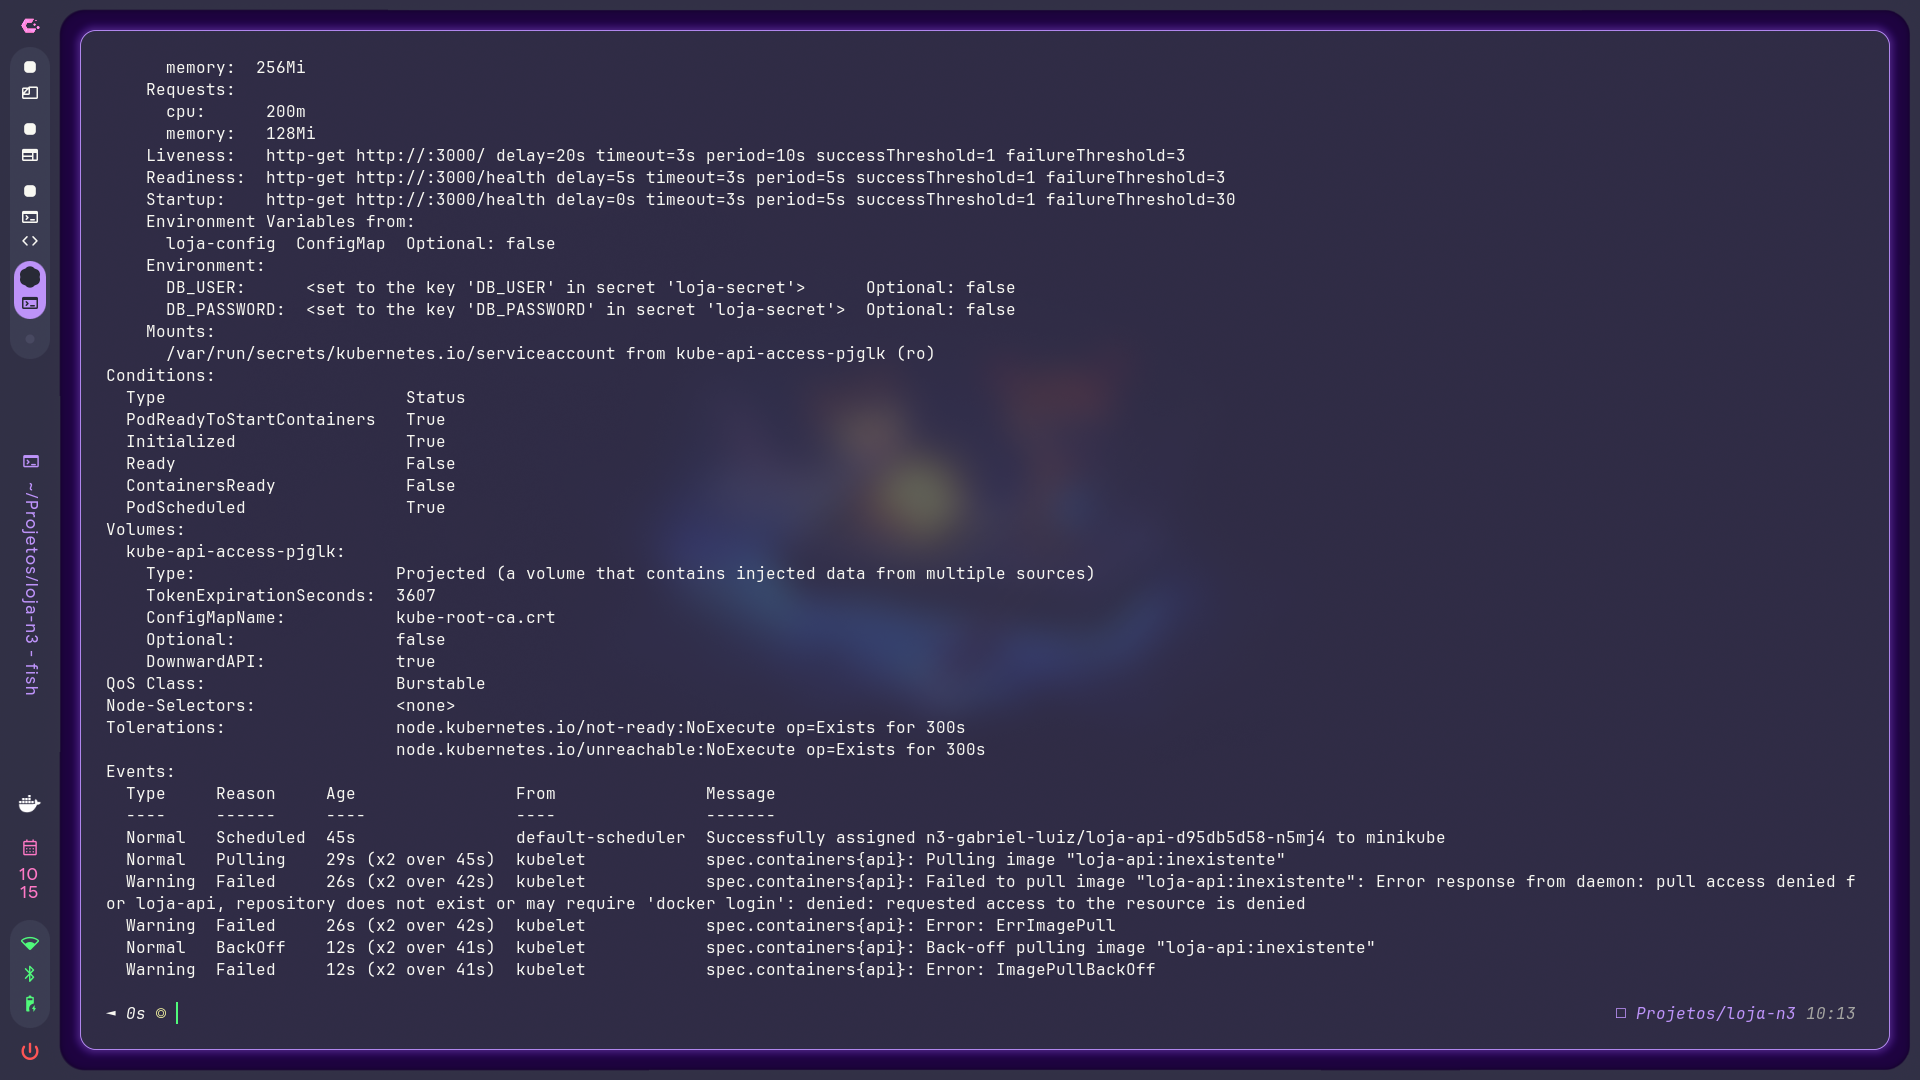 memory:  256Mi
    Requests:
      cpu:      200m
      memory:   128Mi
    Liveness:   http-get http://:3000/ delay=20s timeout=3s period=10s successThreshold=1 failureThreshold=3
    Readiness:  http-get http://:3000/health delay=5s timeout=3s period=5s successThreshold=1 failureThreshold=3
    Startup:    http-get http://:3000/health delay=0s timeout=3s period=5s successThreshold=1 failureThreshold=30
    Environment Variables from:
      loja-config  ConfigMap  Optional: false
    Environment:
      DB_USER:      <set to the key 'DB_USER' in secret 'loja-secret'>      Optional: false
      DB_PASSWORD:  <set to the key 'DB_PASSWORD' in secret 'loja-secret'>  Optional: false
    Mounts:
      /var/run/secrets/kubernetes.io/serviceaccount from kube-api-access-pjglk (ro)
Conditions:
  Type                        Status
  PodReadyToStartContainers   True
  Initialized                 True
  Ready                       False
  ContainersReady             False
  PodScheduled                True
Volumes:
  kube-api-access-pjglk:
    Type:                    Projected (a volume that contains injected data from multiple sources)
    TokenExpirationSeconds:  3607
    ConfigMapName:           kube-root-ca.crt
    Optional:                false
    DownwardAPI:             true
QoS Class:                   Burstable
Node-Selectors:              <none>
Tolerations:                 node.kubernetes.io/not-ready:NoExecute op=Exists for 300s
                             node.kubernetes.io/unreachable:NoExecute op=Exists for 300s
Events:
  Type     Reason     Age                From               Message
  ----     ------     ----               ----               -------
  Normal   Scheduled  45s                default-scheduler  Successfully assigned n3-gabriel-luiz/loja-api-d95db5d58-n5mj4 to minikube
  Normal   Pulling    29s (x2 over 45s)  kubelet            spec.containers{api}: Pulling image "loja-api:inexistente"
  Warning  Failed     26s (x2 over 42s)  kubelet            spec.containers{api}: Failed to pull image "loja-api:inexistente": Error response from daemon: pull access denied f
or loja-api, repository does not exist or may require 'docker login': denied: requested access to the resource is denied
  Warning  Failed     26s (x2 over 42s)  kubelet            spec.containers{api}: Error: ErrImagePull
  Normal   BackOff    12s (x2 over 41s)  kubelet            spec.containers{api}: Back-off pulling image "loja-api:inexistente"
  Warning  Failed     12s (x2 over 41s)  kubelet            spec.containers{api}: Error: ImagePullBackOff
◄ 0s ◎
□ Projetos/loja-n3 10:13
~/Projetos/loja-n3 - fish
10
15